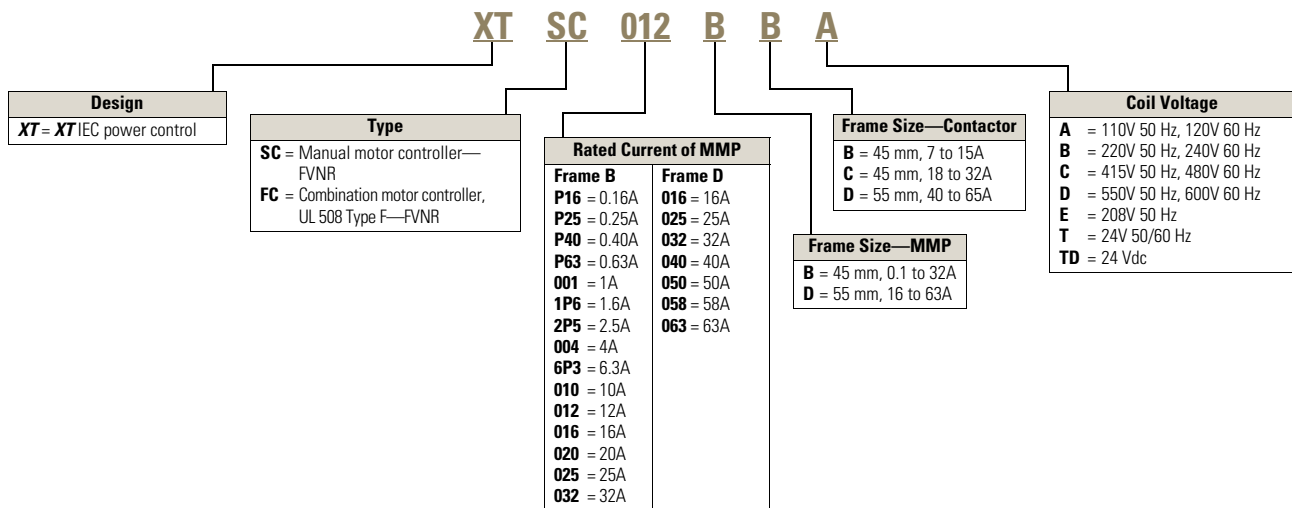 XT SC 012 B B A
Design
XT = XT IEC power control
Type
SC = Manual motor controller—
FVNR
FC = Combination motor controller,
UL 508 Type F—FVNR
Rated Current of MMP
Frame B
P16 = 0.16A
P25 = 0.25A
P40 = 0.40A
P63 = 0.63A
001 = 1A
1P6 = 1.6A
2P5 = 2.5A
004 = 4A
6P3 = 6.3A
010 = 10A
012 = 12A
016 = 16A
020 = 20A
025 = 25A
032 = 32A
Frame D
016 = 16A
025 = 25A
032 = 32A
040 = 40A
050 = 50A
058 = 58A
063 = 63A
Frame Size—MMP
B = 45 mm, 0.1 to 32A
D = 55 mm, 16 to 63A
Frame Size—Contactor
B = 45 mm, 7 to 15A
C = 45 mm, 18 to 32A
D = 55 mm, 40 to 65A
Coil Voltage
A = 110V 50 Hz, 120V 60 Hz
B = 220V 50 Hz, 240V 60 Hz
C = 415V 50 Hz, 480V 60 Hz
D = 550V 50 Hz, 600V 60 Hz
E = 208V 50 Hz
T = 24V 50/60 Hz
TD = 24 Vdc